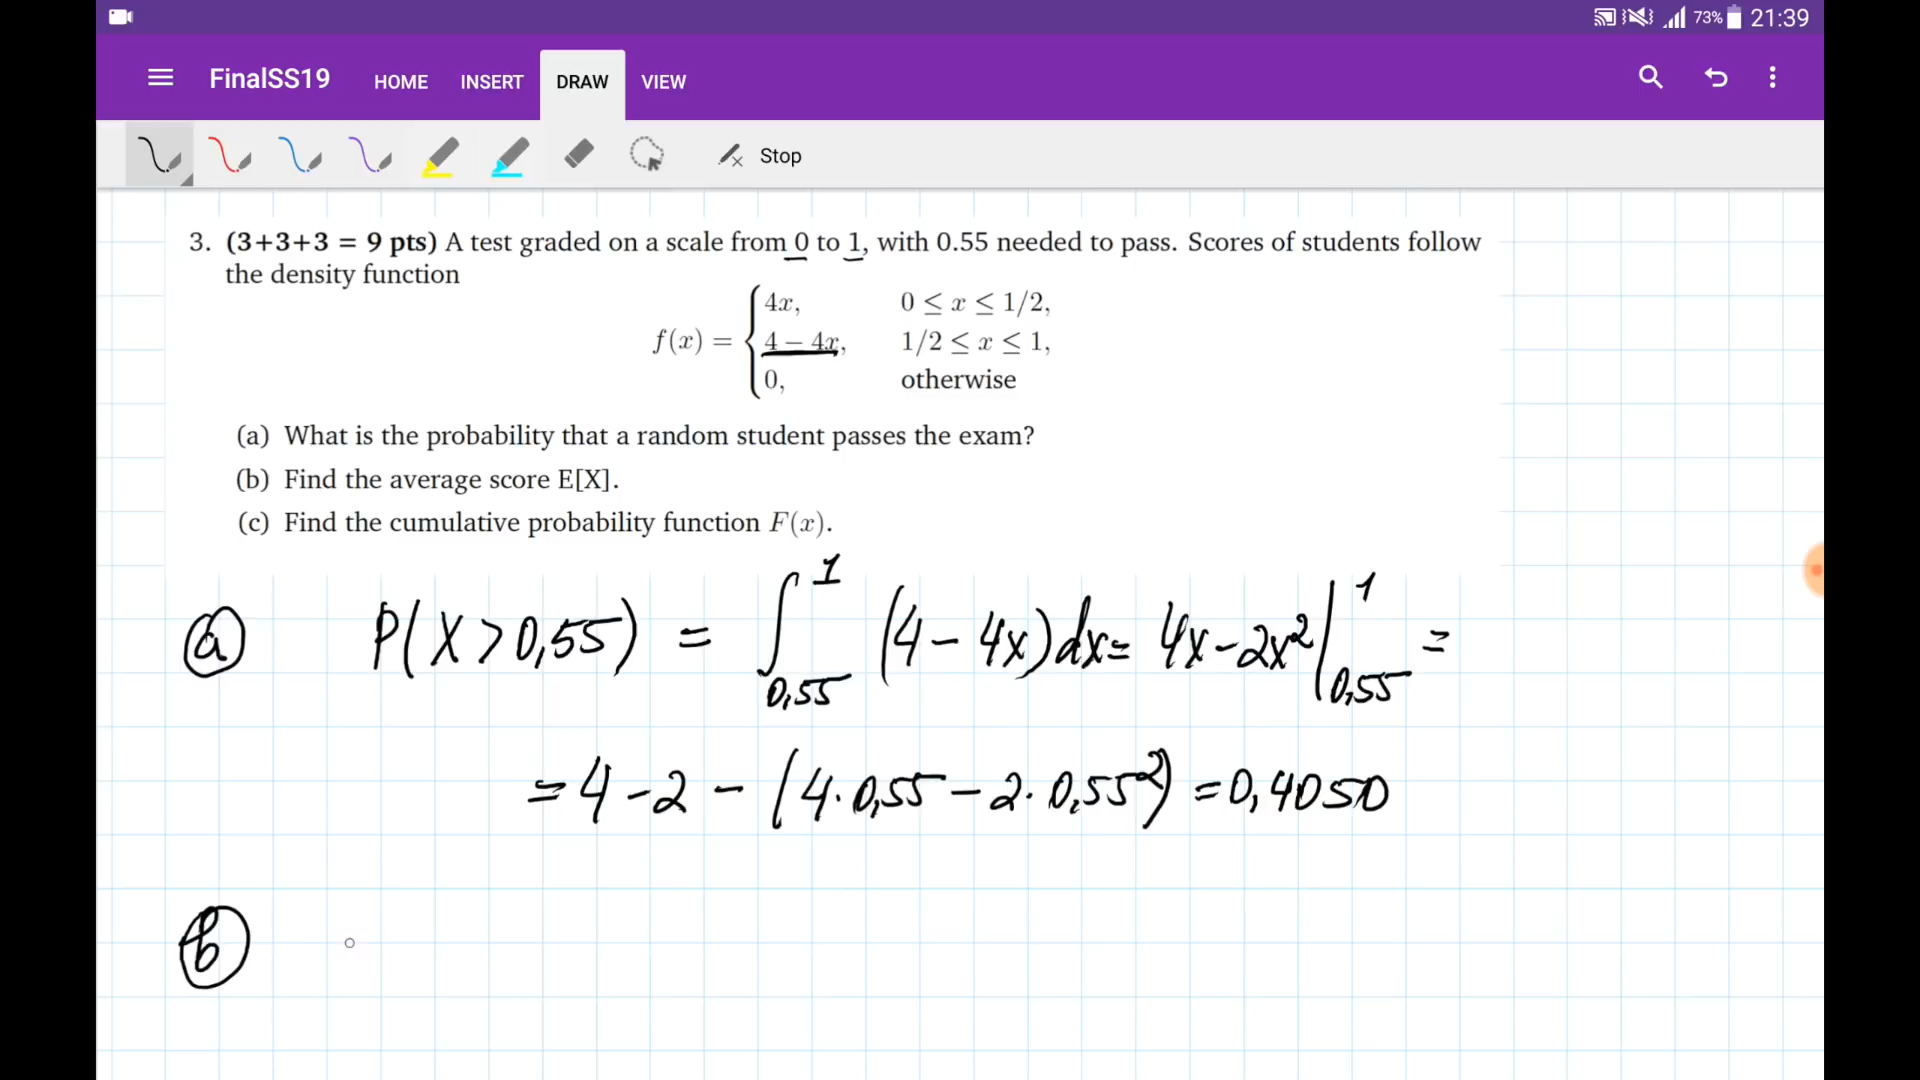 73% 21:39
FinalSS19 HOME INSERT DRAW VIEW
Stop
3. (3+3+3 = 9 pts) A test graded on a scale from 0 to 1, with 0.55 needed to pass. Scores of students follow
the density function
4x, 0 ≤ x ≤ 1/2,
f(x) = { 4 − 4x, 1/2 ≤ x ≤ 1,
0, otherwise
(a) What is the probability that a random student passes the exam?
(b) Find the average score E[X].
(c) Find the cumulative probability function F(x).
(a) P(X>0,55) = ∫_{0,55}^{1} (4-4x)dx = 4x-2x²|_{0,55}^{1} =
= 4-2-(4·0,55-2·0,55²) = 0,4050
(b)